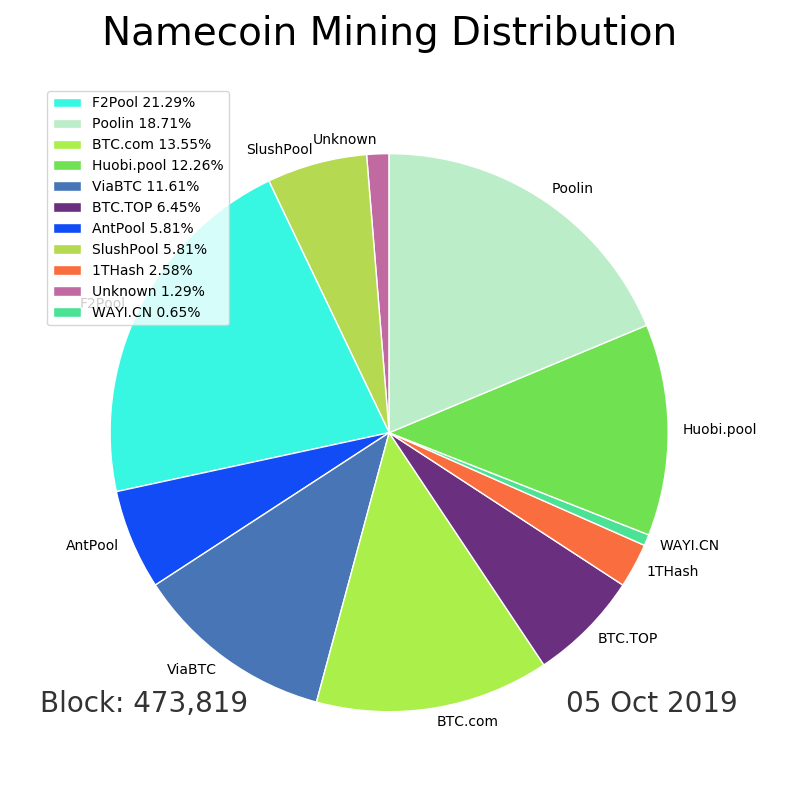 Namecoin Mining Distribution
F2Pool 21.29%
Poolin 18.71%
BTC.com 13.55%
Huobi.pool 12.26%
ViaBTC 11.61%
BTC.TOP 6.45%
AntPool 5.81%
SlushPool 5.81%
1THash 2.58%
Unknown 1.29%
WAYI.CN 0.65%
Unknown
SlushPool
Poolin
F2Pool
Huobi.pool
AntPool
WAYI.CN
1THash
BTC.TOP
ViaBTC
BTC.com
Block: 473,819
05 Oct 2019